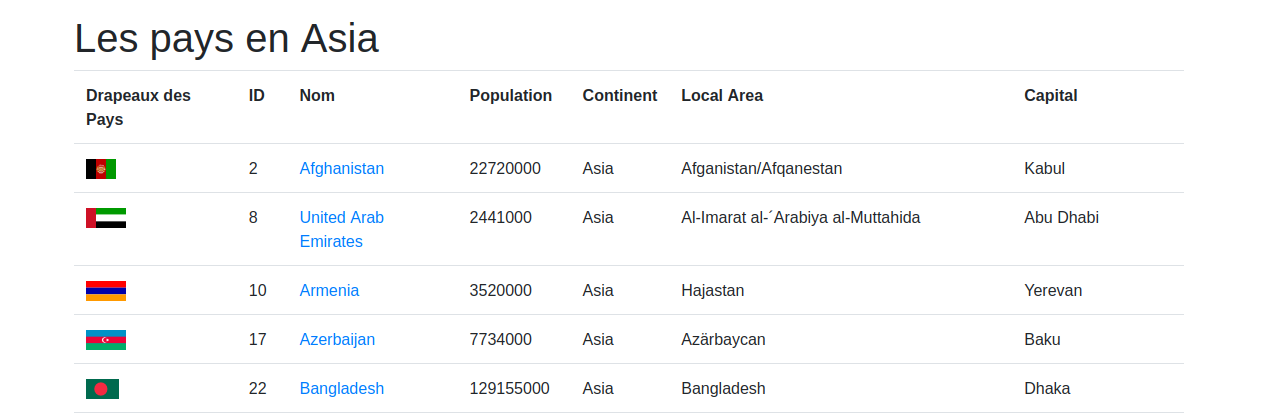 Les pays en Asia
Drapeaux des Pays ID Nom Population Continent Local Area Capital
2 Afghanistan 22720000 Asia Afganistan/Afqanestan Kabul
8 United Arab Emirates 2441000 Asia Al-Imarat al-´Arabiya al-Muttahida Abu Dhabi
10 Armenia 3520000 Asia Hajastan Yerevan
17 Azerbaijan 7734000 Asia Azärbaycan Baku
22 Bangladesh 129155000 Asia Bangladesh Dhaka